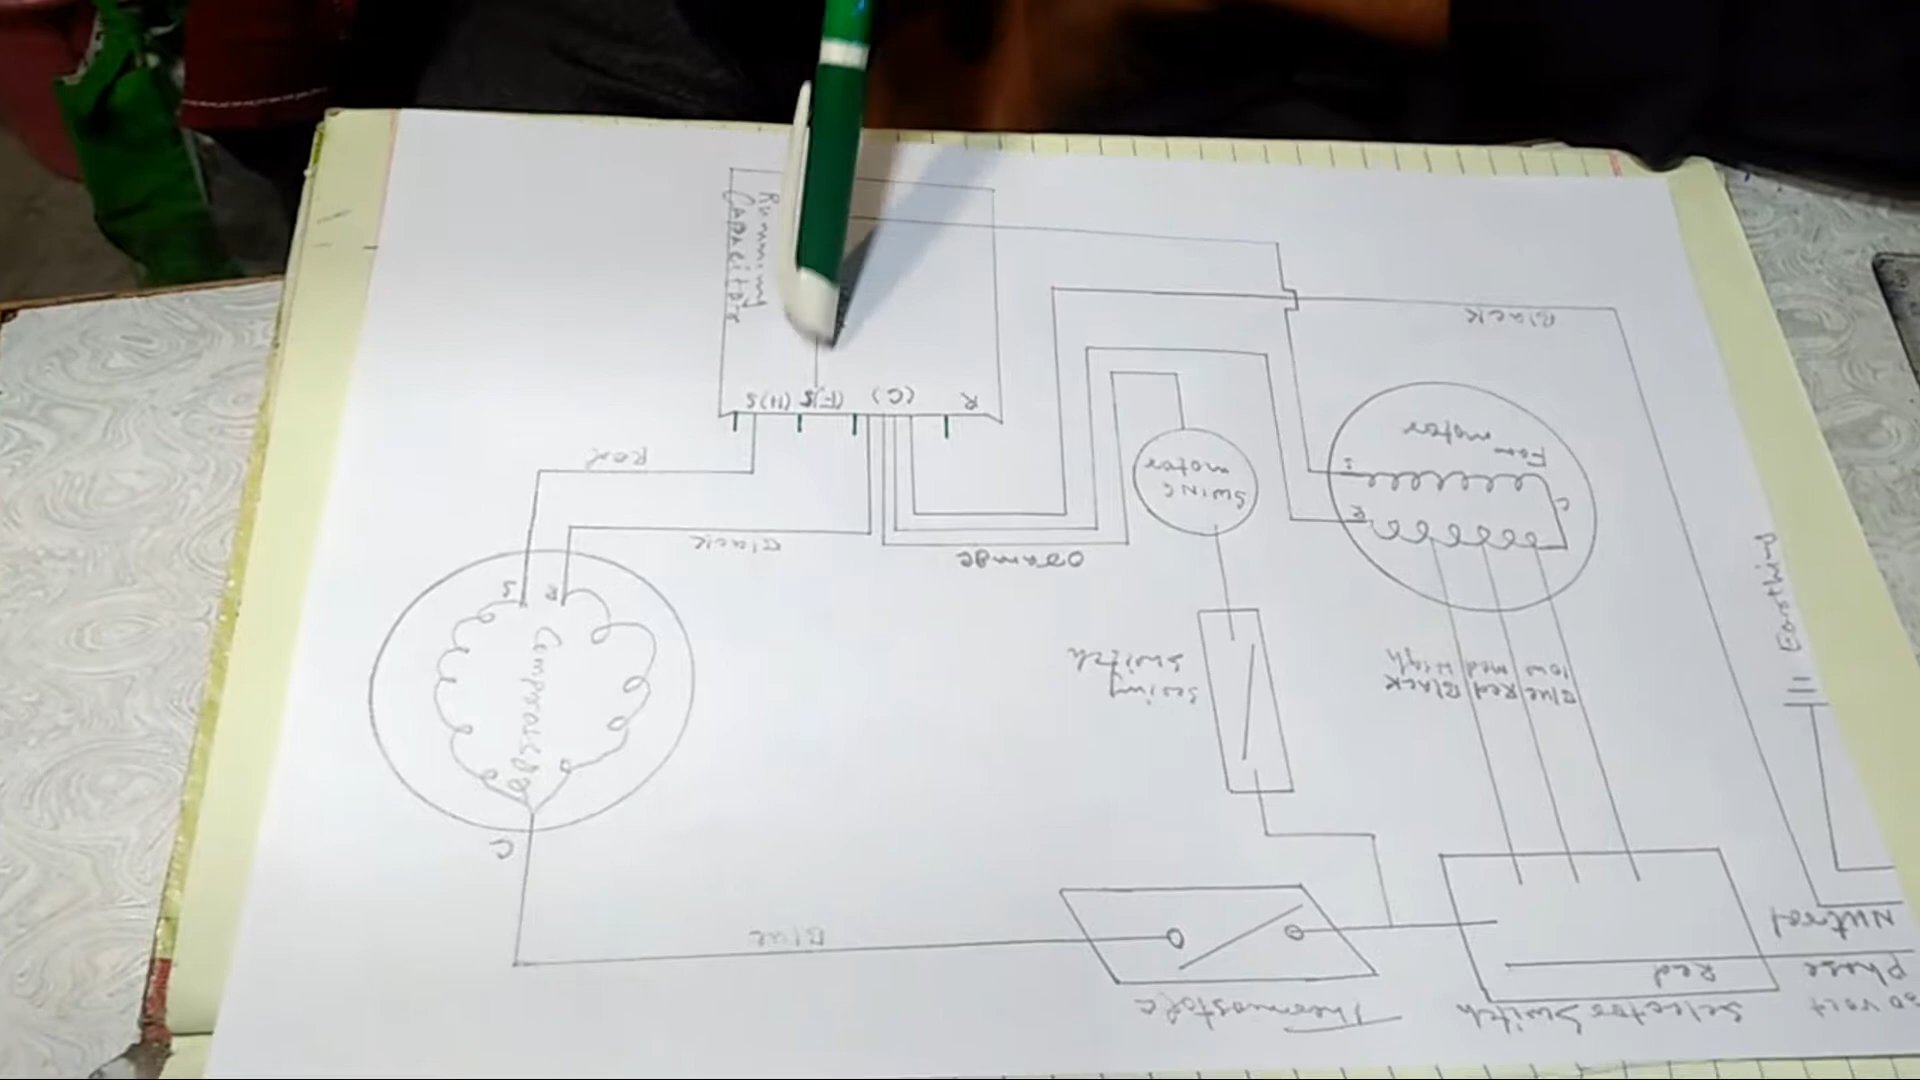 Running
Capacitor
S(H) (F)S (C) R
Red
Black
Orange
Black
Fan motor
S
R
C
SWING
motor
S R
Compressor
C
Swing
Switch
Black Red Blue
High med low
Earthing
Blue
Thermostate
Selector Switch
Red
Nutral
Phase
Volt